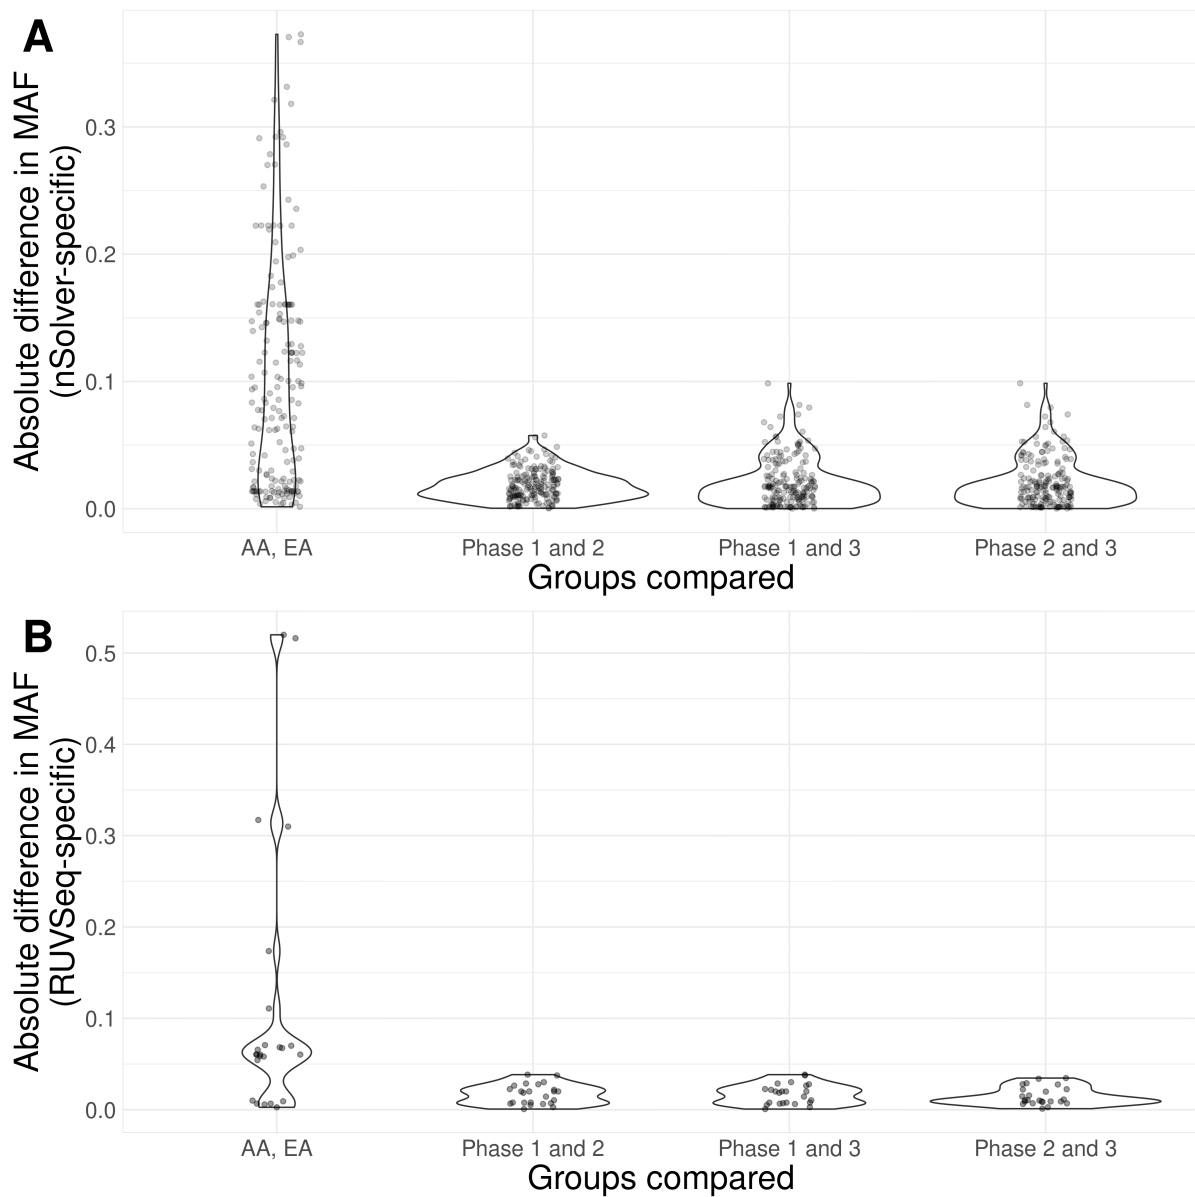 A
Absolute difference in MAF
(nSolver-specific)
0.3
0.2
0.1
0.0
AA, EA
Phase 1 and 2
Phase 1 and 3
Phase 2 and 3
Groups compared
B
Absolute difference in MAF
(RUVSeq-specific)
0.5
0.4
0.3
0.2
0.1
0.0
AA, EA
Phase 1 and 2
Phase 1 and 3
Phase 2 and 3
Groups compared